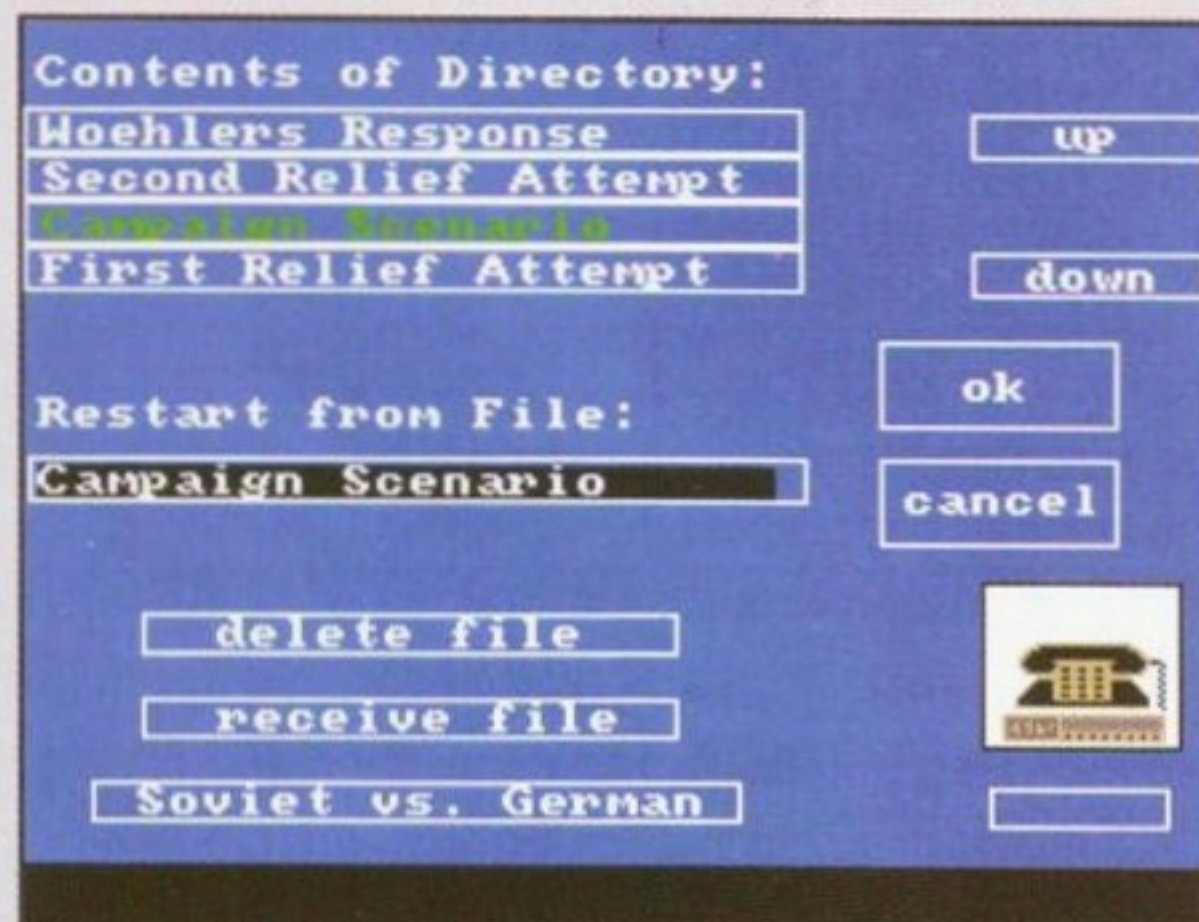 Contents of Directory:
Woehlers Response
up
Second Relief Attempt
Campaign Scenario
First Relief Attempt
down
ok
Restart from File:
Campaign Scenario
cancel
delete file
receive file
Soviet vs. German